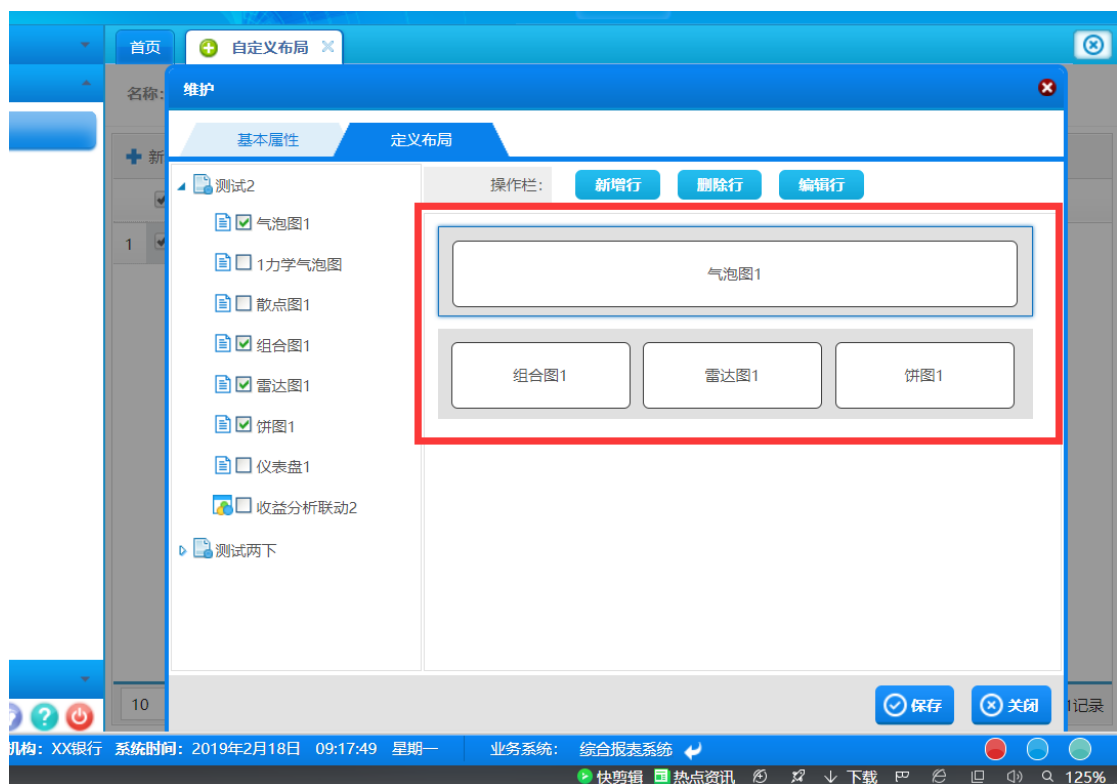 首页 自定义布局
名称:
维护
基本属性 定义布局
新
测试2 操作栏: 新增行 删除行 编辑行
气泡图1
1
1力学气泡图
气泡图1
散点图1
组合图1
组合图1 雷达图1 饼图1
雷达图1
饼图1
仪表盘1
收益分析联动2
测试两下
10 保存 关闭 记录
机构: XX银行 系统时间: 2019年2月18日 09:17:49 星期一 业务系统: 综合报表系统
快剪辑 热点资讯 下载 125%